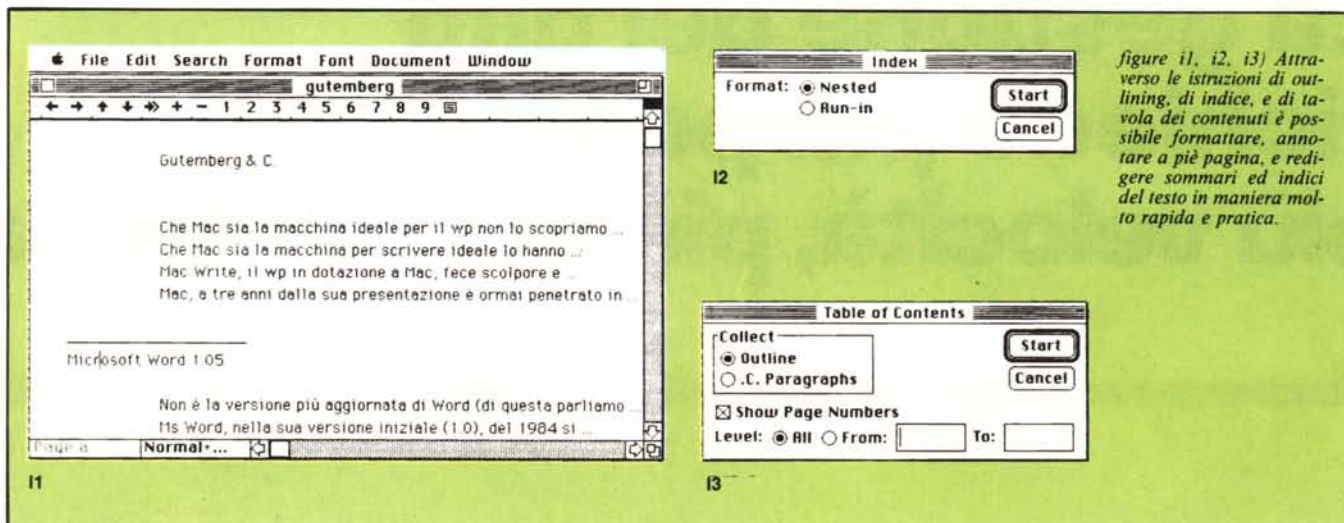 File Edit Search Format Font Document Window
gutemberg
1 2 3 4 5 6 7 8 9
Gutemberg & C.
Che Mac sia la macchina ideale per il wp non lo scopriamo ...
Che Mac sia la macchina per scrivere ideale lo hanno ...
Mac Write, il wp in dotazione a Mac, fece scolpore e ...
Mac, a tre anni dalla sua presentazione è ormai penetrato in ...
Microsoft Word 1.05
Non è la versione più aggiornata di Word (di questa parliamo ...
Ms Word, nella sua versione iniziale (1.0), del 1984 si ...
Normal+...
I1
Index
Format: Nested
Run-in
Start
Cancel
I2
Table of Contents
Collect
Outline
.C. Paragraphs
Start
Cancel
Show Page Numbers
Level: All From: To:
I3
figure i1, i2, i3) Attra-
verso le istruzioni di out-
lining, di indice, e di ta-
vola dei contenuti è pos-
sibile formattare, anno-
tare a piè pagina, e redi-
gere sommari ed indici
del testo in maniera mol-
to rapida e pratica.